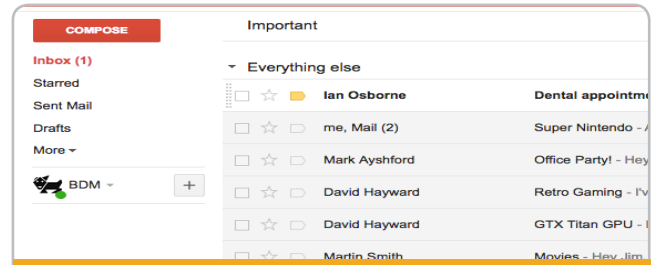 COMPOSE
Inbox (1)
Starred
Sent Mail
Drafts
More
BDM
+
Important
Everything else
Ian Osborne Dental appointme
me, Mail (2) Super Nintendo -
Mark Ayshford Office Party! - Hey
David Hayward Retro Gaming - I'v
David Hayward GTX Titan GPU -
Martin Smith Movies - Hey Jim